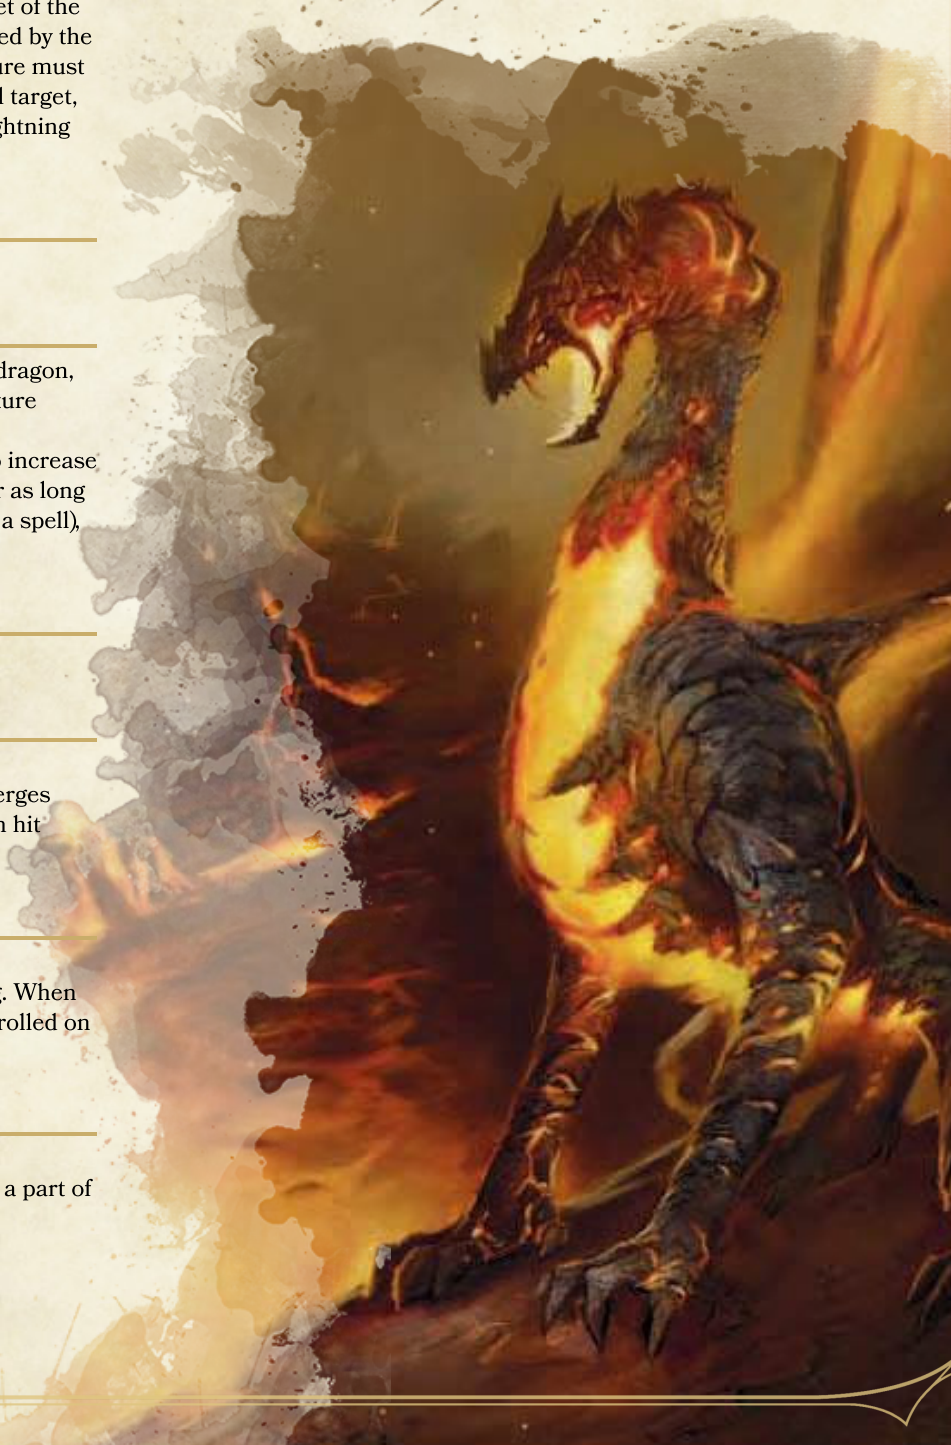 et of the
ed by the
ure must
target,
ghtning
dragon,
ture
increase
as long
a spell),
erges
hit
. When
rolled on
a part of